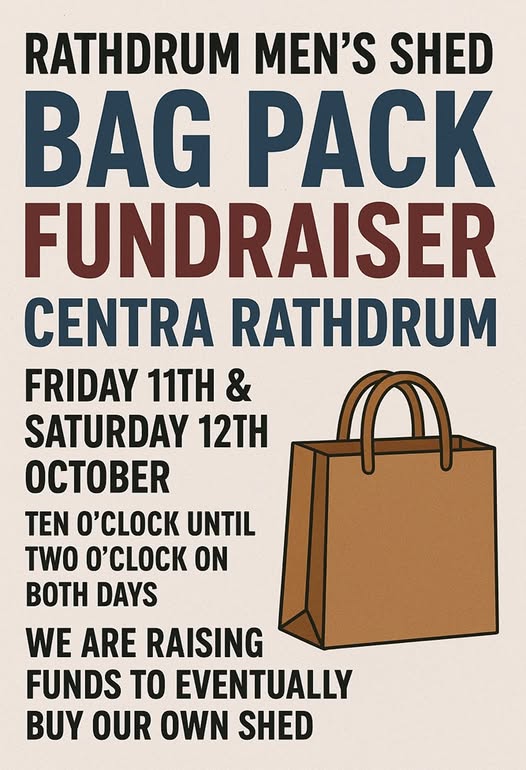 RATHDRUM MEN'S SHED
BAG PACK
FUNDRAISER
CENTRA RATHDRUM
FRIDAY 11TH &
SATURDAY 12TH
OCTOBER
TEN O'CLOCK UNTIL
TWO O'CLOCK ON
BOTH DAYS
WE ARE RAISING
FUNDS TO EVENTUALLY
BUY OUR OWN SHED